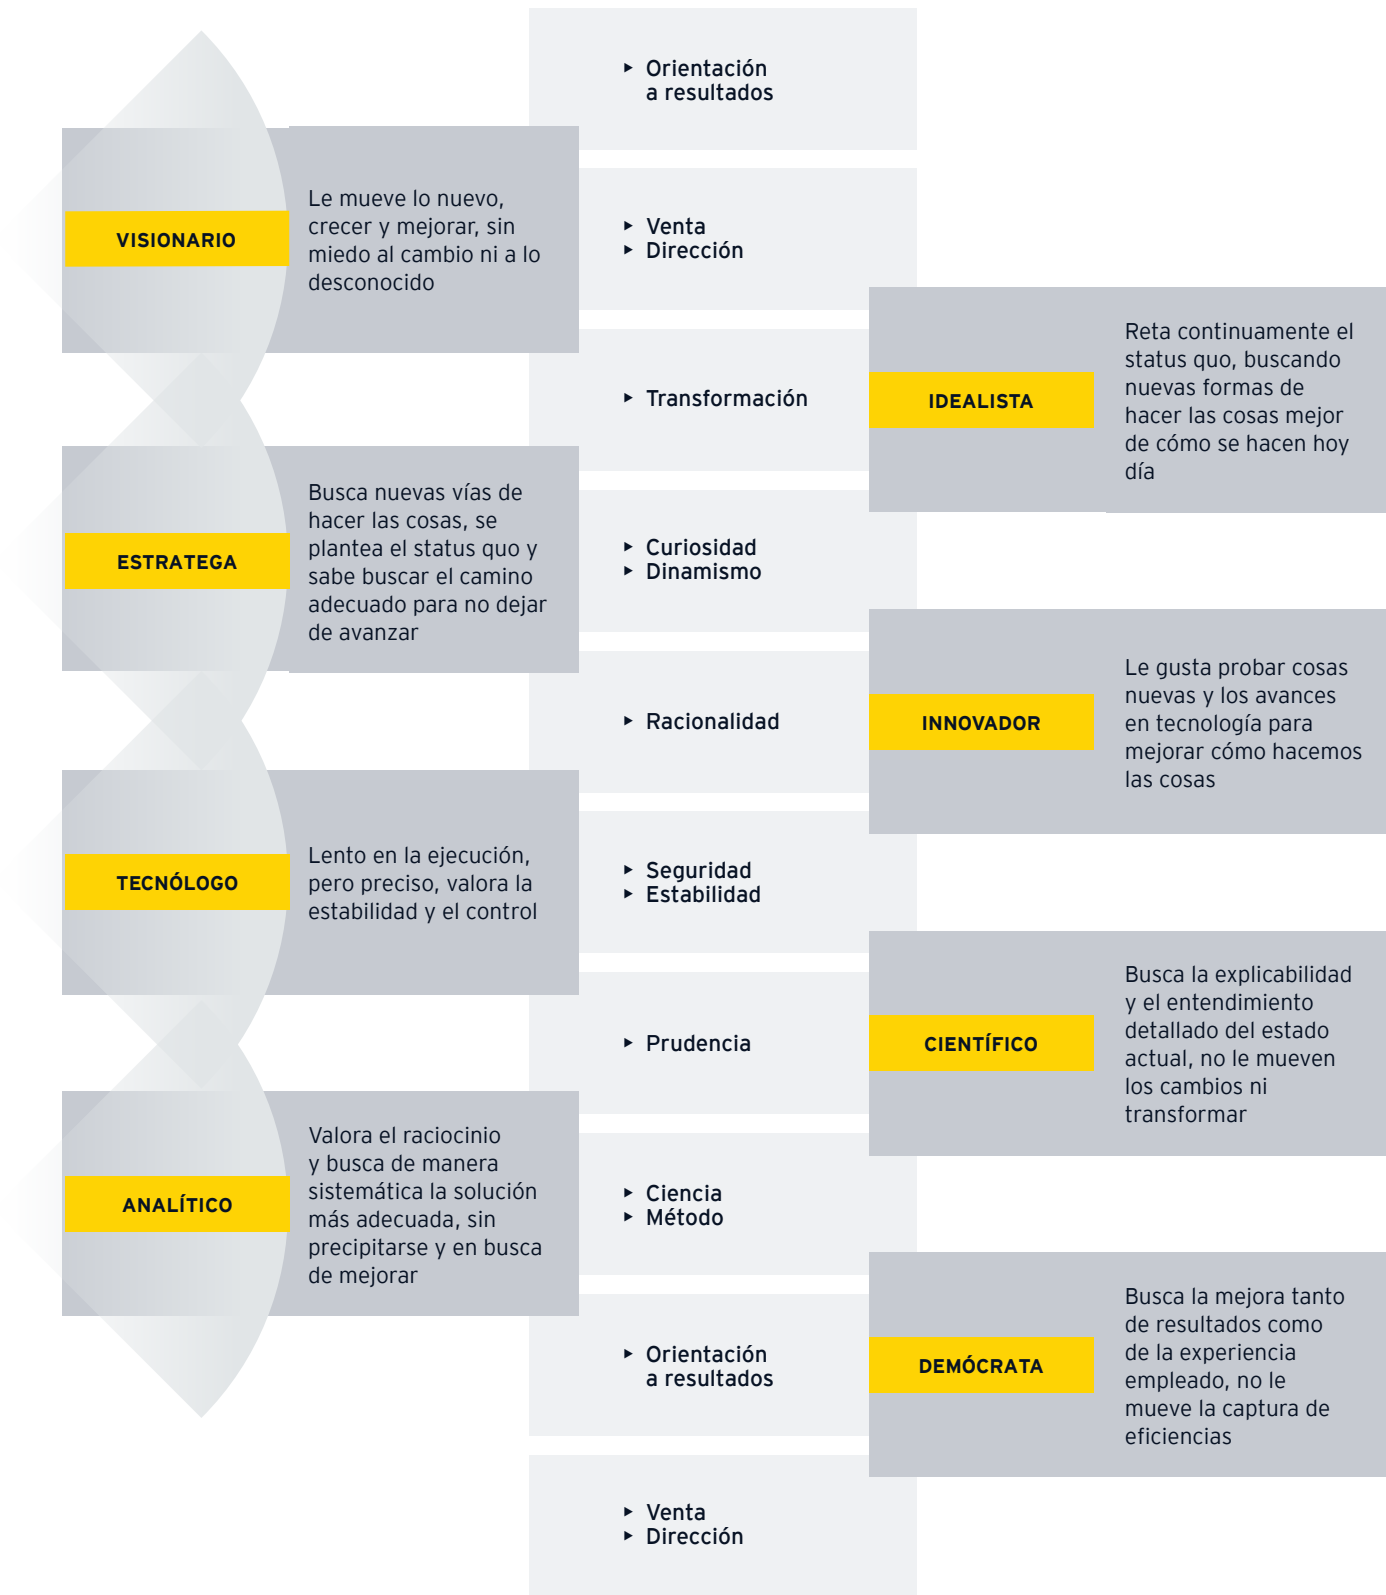 Orientación
a resultados
VISIONARIO
Le mueve lo nuevo,
crecer y mejorar, sin
miedo al cambio ni a lo
desconocido
Venta
Dirección
Transformación
IDEALISTA
Reta continuamente el
status quo, buscando
nuevas formas de
hacer las cosas mejor
de cómo se hacen hoy
día
ESTRATEGA
Busca nuevas vías de
hacer las cosas, se
plantea el status quo y
sabe buscar el camino
adecuado para no dejar
de avanzar
Curiosidad
Dinamismo
Racionalidad
INNOVADOR
Le gusta probar cosas
nuevas y los avances
en tecnología para
mejorar cómo hacemos
las cosas
TECNÓLOGO
Lento en la ejecución,
pero preciso, valora la
estabilidad y el control
Seguridad
Estabilidad
Prudencia
CIENTÍFICO
Busca la explicabilidad
y el entendimiento
detallado del estado
actual, no le mueven
los cambios ni
transformar
ANALÍTICO
Valora el raciocinio
y busca de manera
sistemática la solución
más adecuada, sin
precipitarse y en busca
de mejorar
Ciencia
Método
Orientación
a resultados
DEMÓCRATA
Busca la mejora tanto
de resultados como
de la experiencia
empleado, no le
mueve la captura de
eficiencias
Venta
Dirección